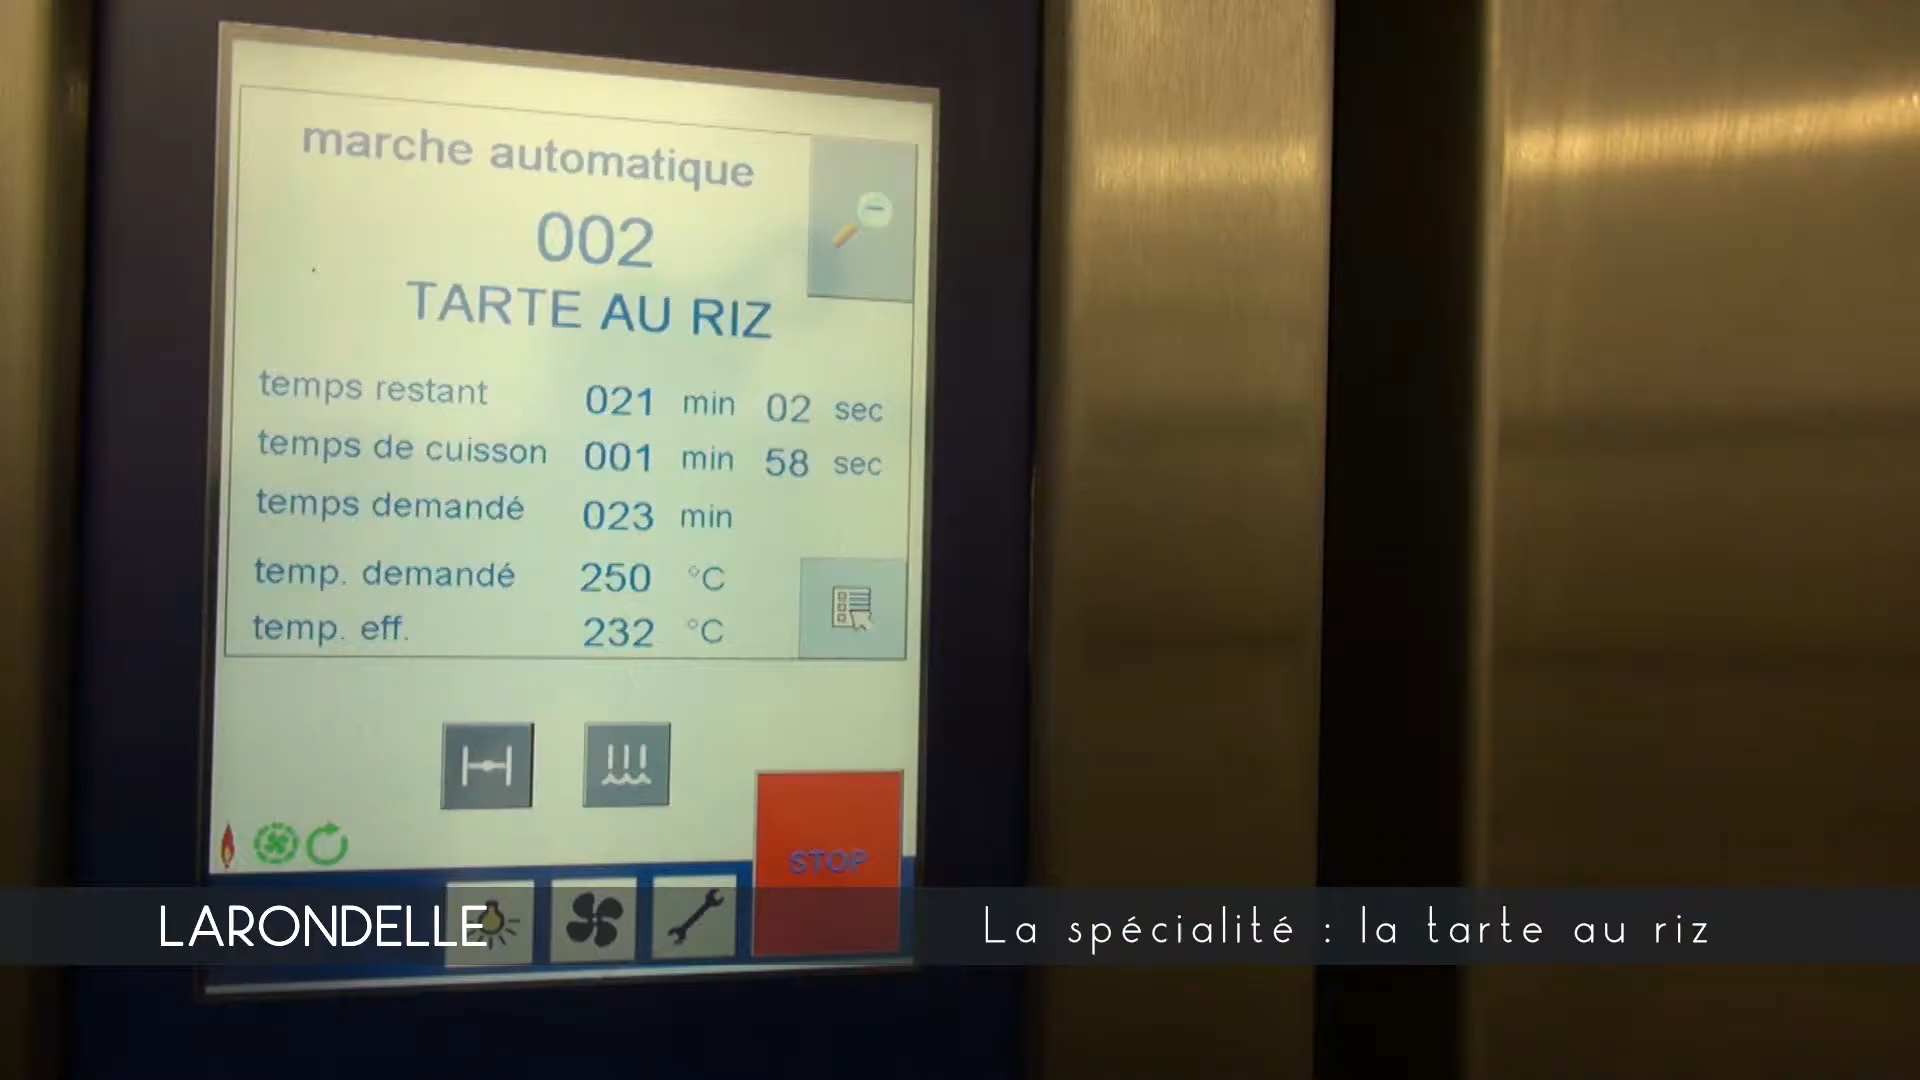 marche automatique
002
TARTE AU RIZ
temps restant 021 min 02 sec
temps de cuisson 001 min 58 sec
temps demandé 023 min
temp. demandé 250 °C
temp. eff. 232 °C
STOP
LARONDELLE La spécialité : la tarte au riz